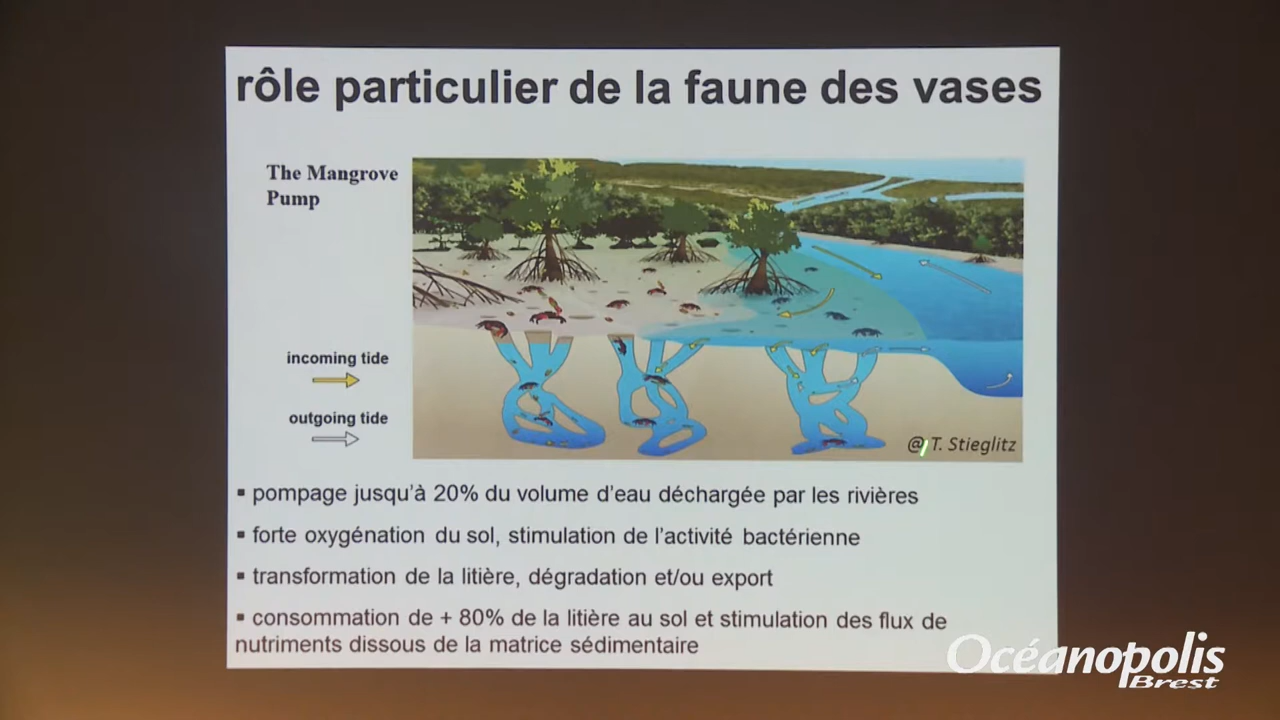 rôle particulier de la faune des vases
The Mangrove
Pump
incoming tide
outgoing tide
@ T. Stieglitz
▪ pompage jusqu'à 20% du volume d'eau déchargée par les rivières
▪ forte oxygénation du sol, stimulation de l'activité bactérienne
▪ transformation de la litière, dégradation et/ou export
▪ consommation de + 80% de la litière au sol et stimulation des flux de
nutriments dissous de la matrice sédimentaire
Océanopolis
Brest